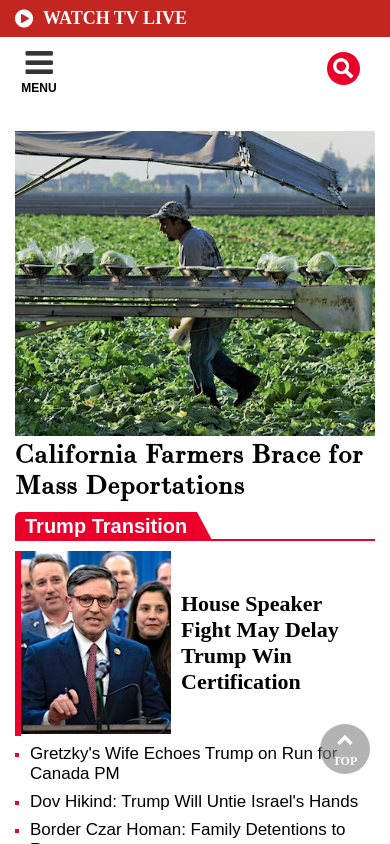 WATCH TV LIVE
MENU
California Farmers Brace for
Mass Deportations
Trump Transition
House Speaker
Fight May Delay
Trump Win
Certification
Gretzky's Wife Echoes Trump on Run for
Canada PM
TOP
Dov Hikind: Trump Will Untie Israel's Hands
Border Czar Homan: Family Detentions to